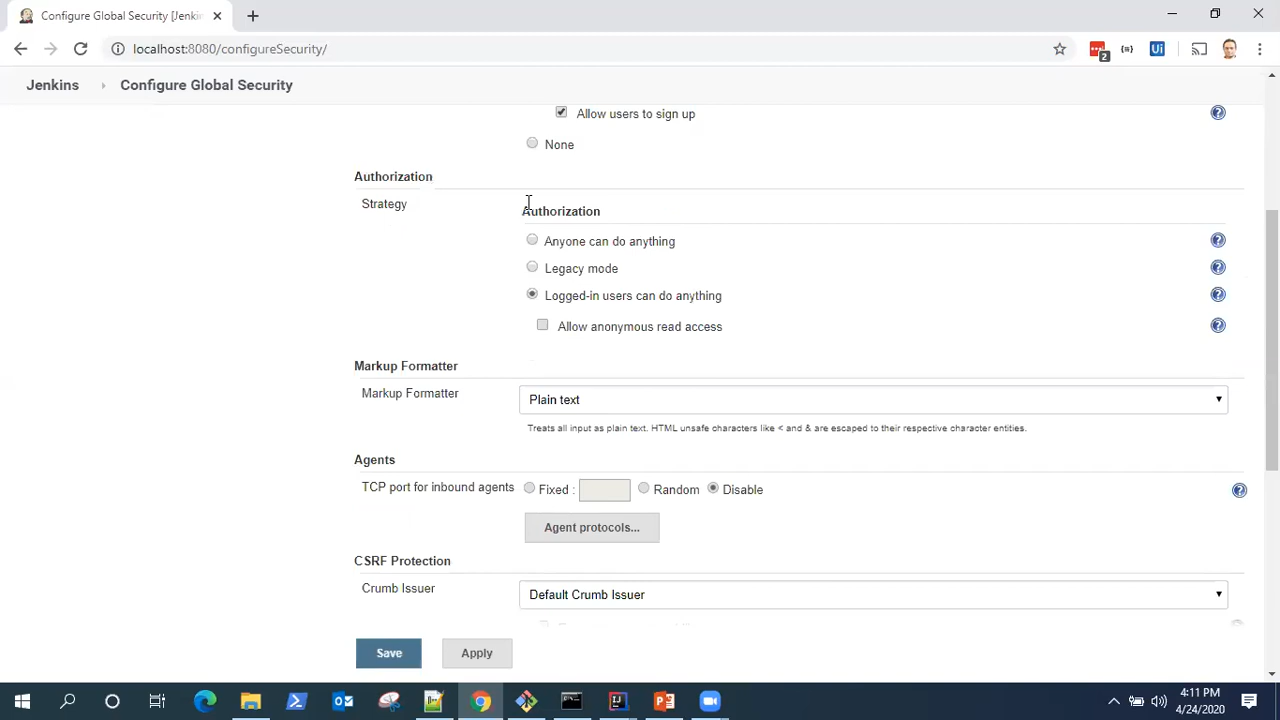 Configure Global Security [Jenkin
localhost:8080/configureSecurity/
2
Ui
Jenkins
Configure Global Security
Allow users to sign up
None
Authorization
Strategy
Authorization
Anyone can do anything
Legacy mode
Logged-in users can do anything
Allow anonymous read access
Markup Formatter
Markup Formatter
Plain text
Treats all input as plain text. HTML unsafe characters like < and & are escaped to their respective character entities.
Agents
TCP port for inbound agents
Fixed :
Random
Disable
Agent protocols...
CSRF Protection
Crumb Issuer
Default Crumb Issuer
Save
Apply
4:11 PM
4/24/2020